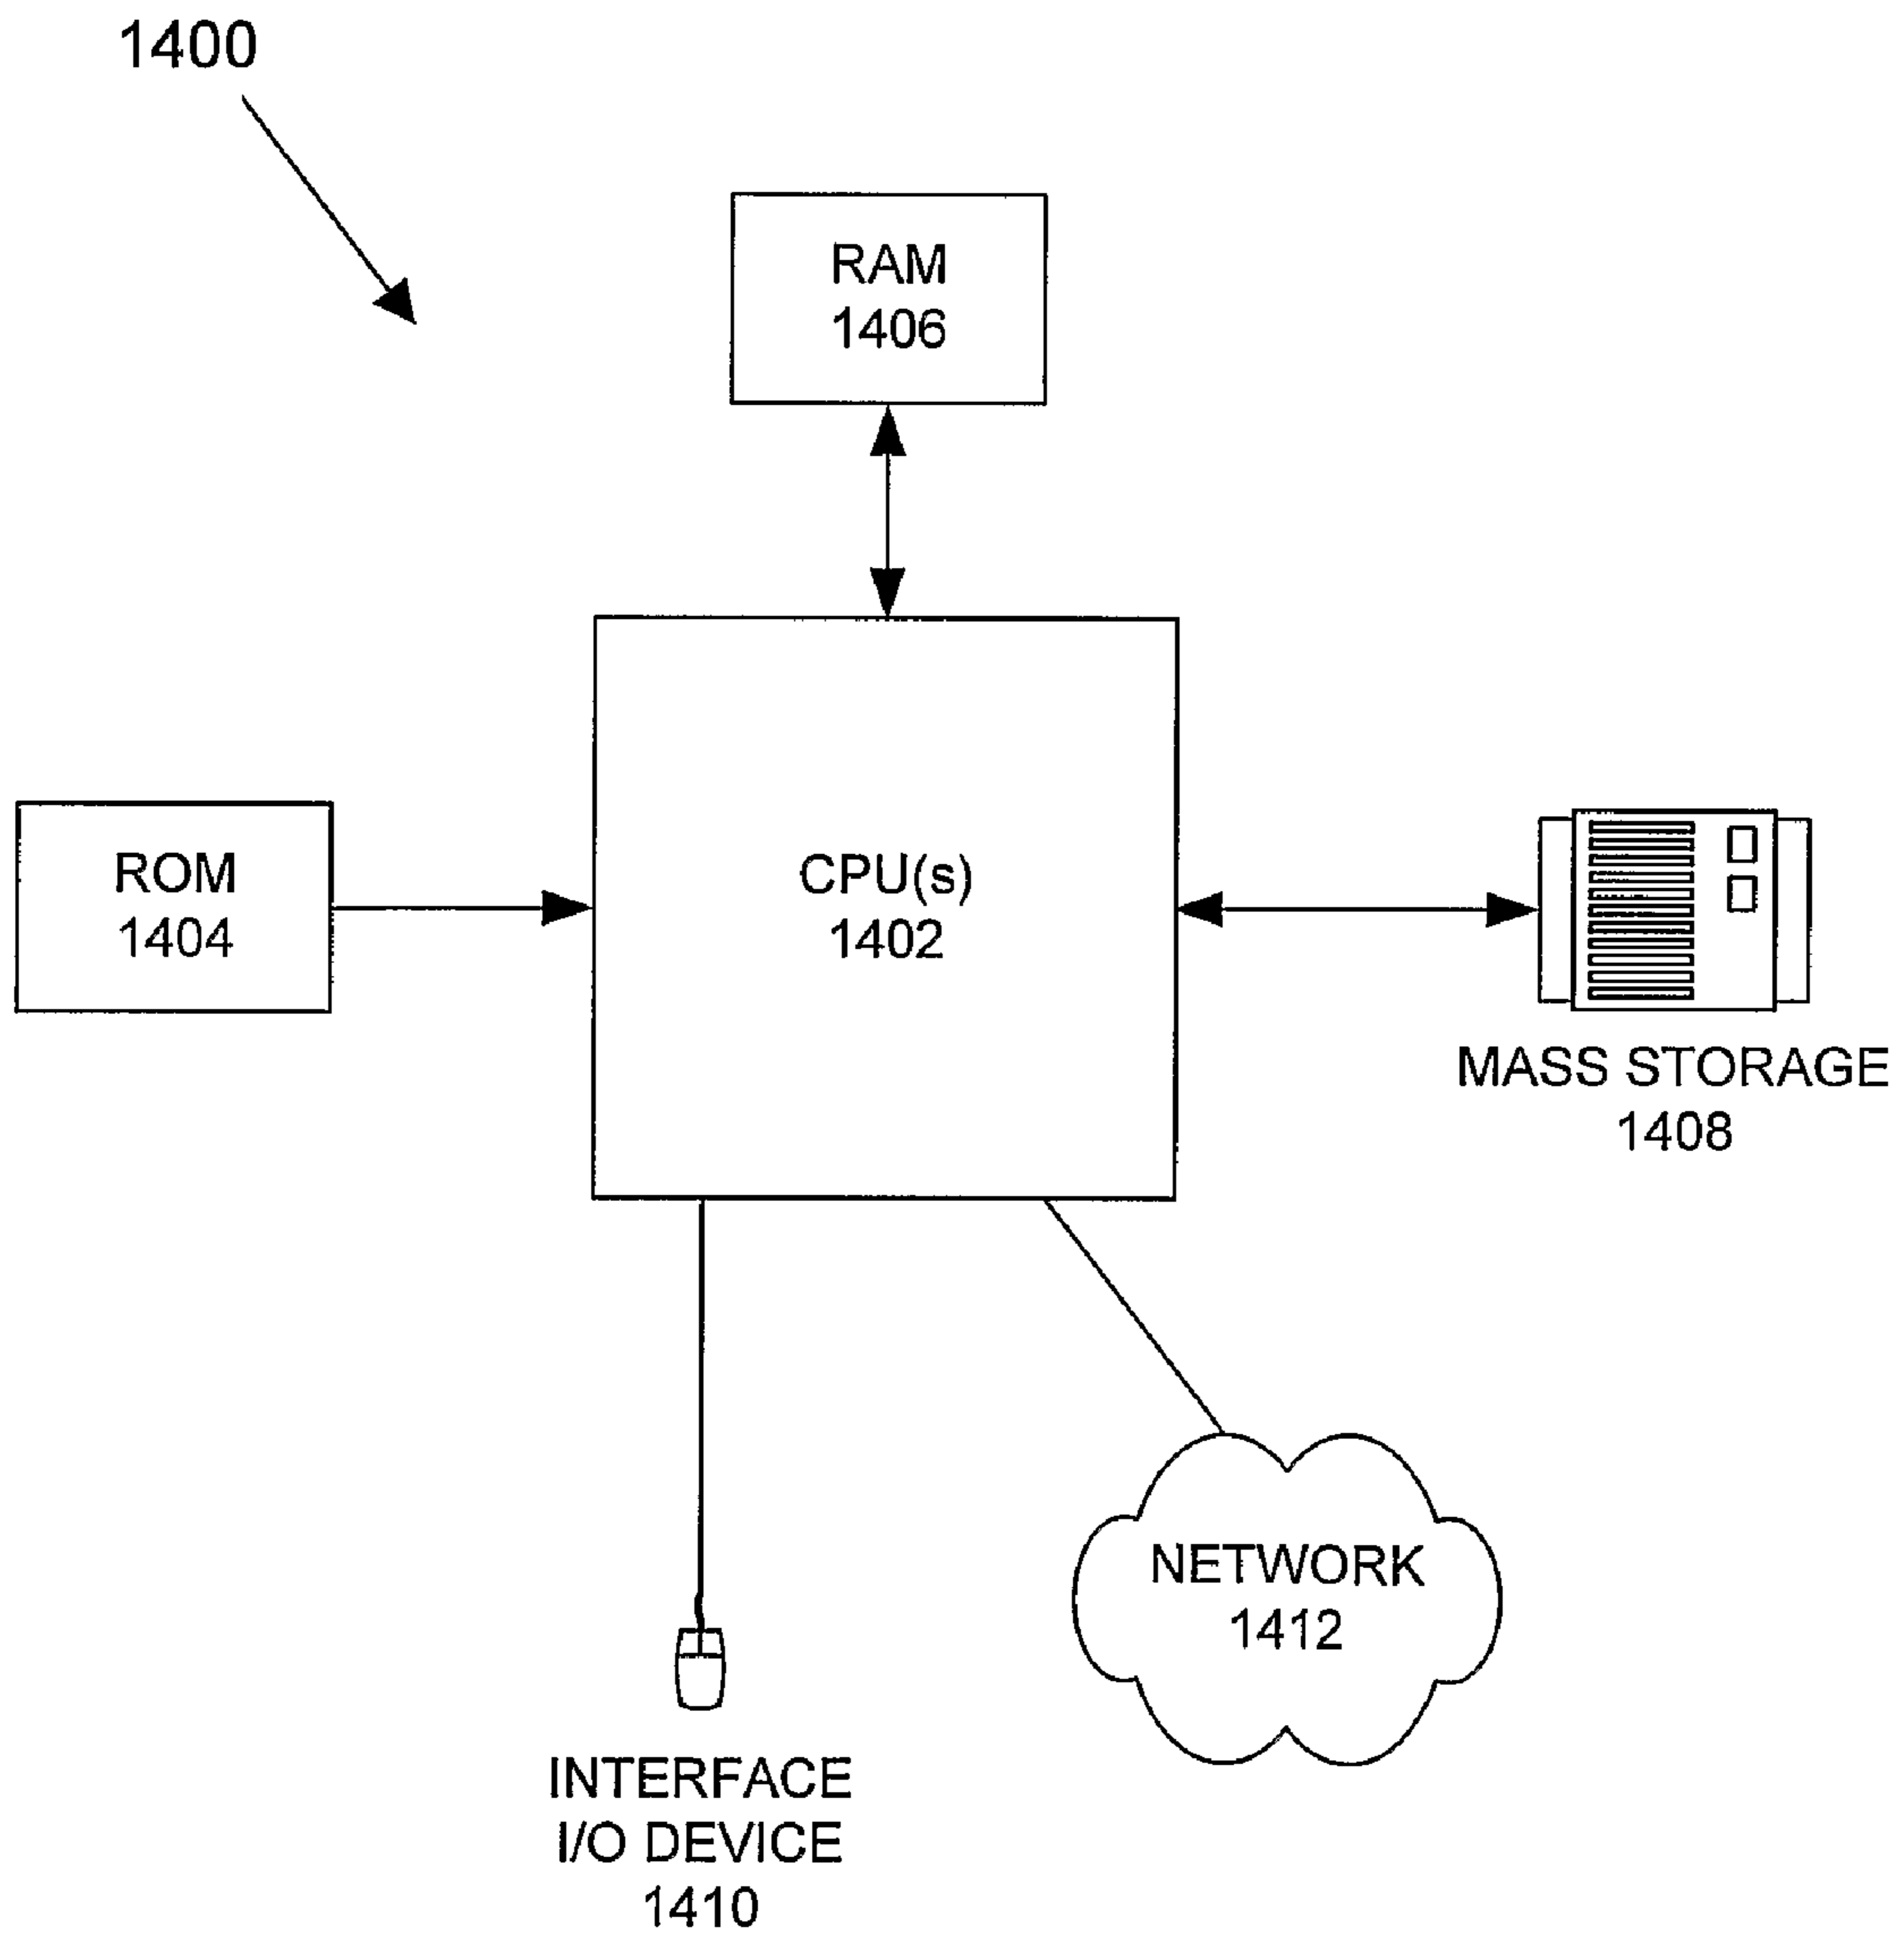 1400
RAM
1406
ROM
1404
CPU(s)
1402
MASS STORAGE
1408
NETWORK
1412
INTERFACE
I/O DEVICE
1410